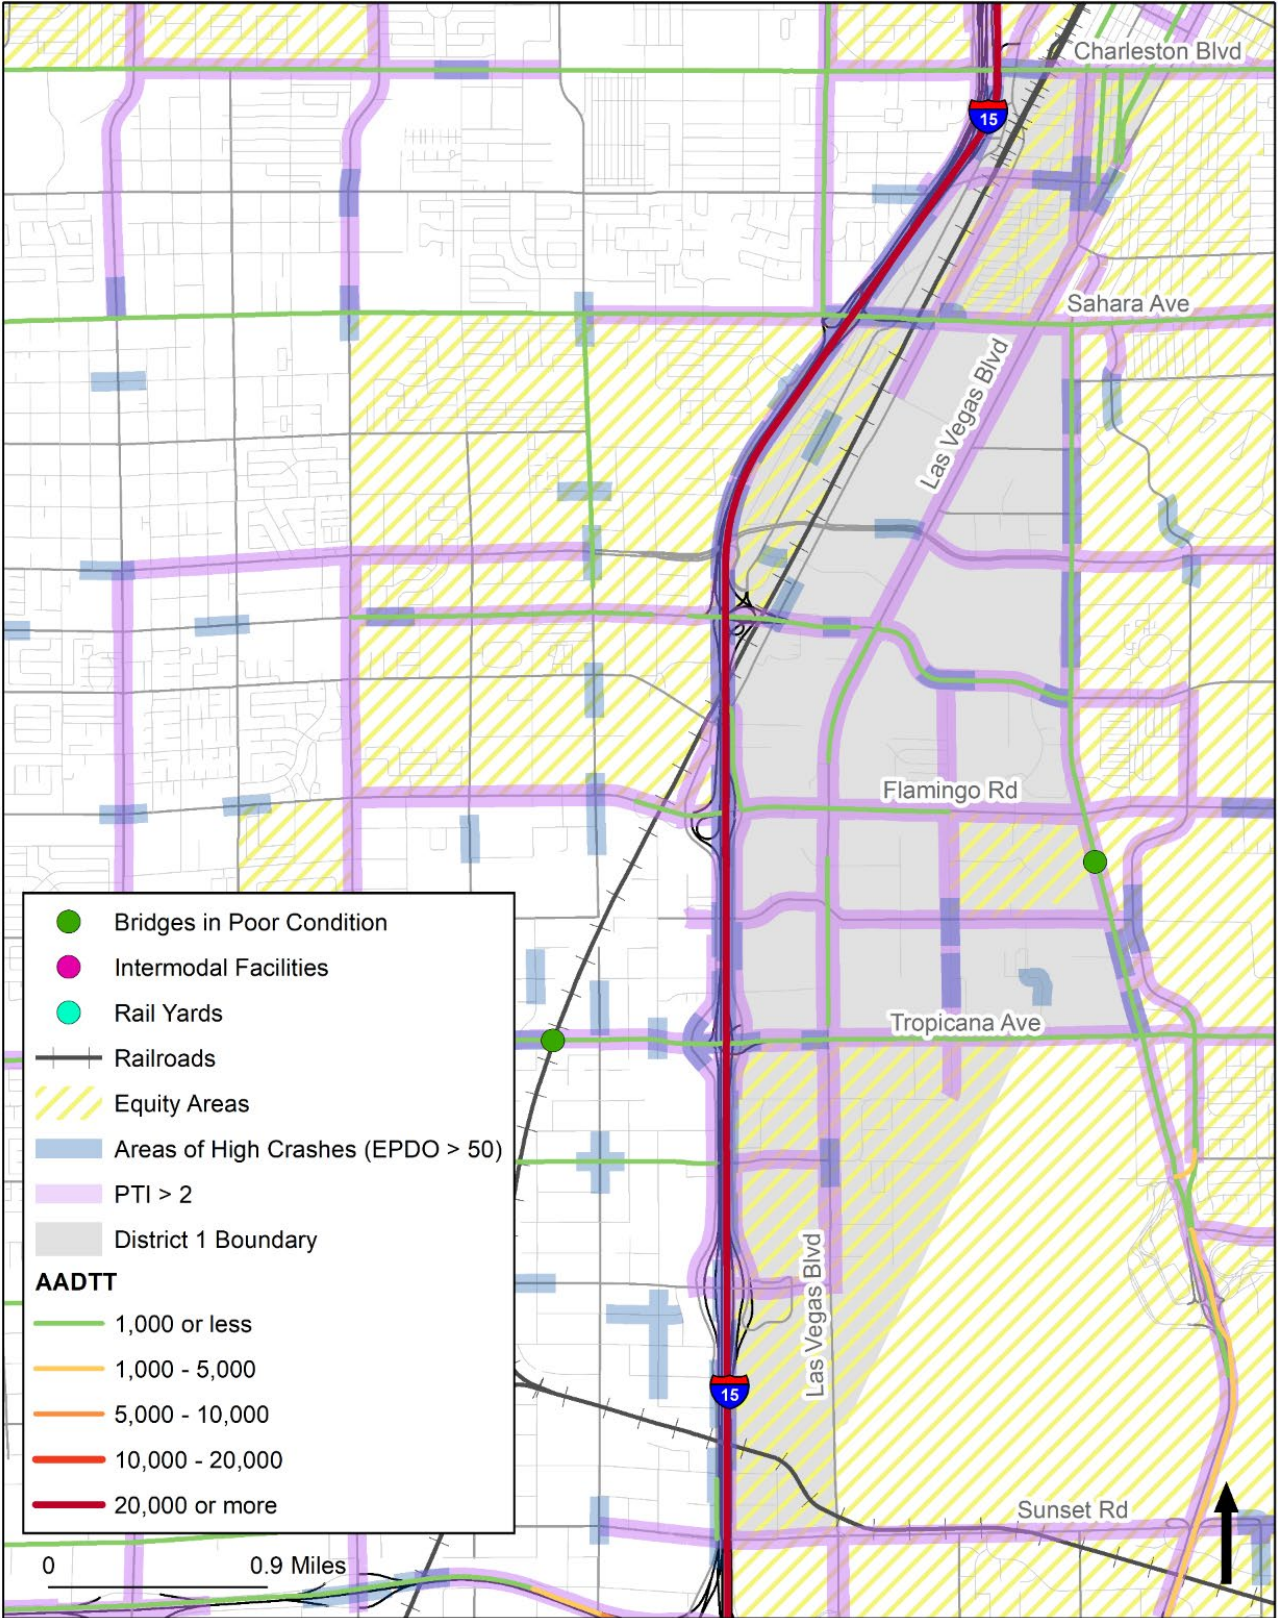 Charleston Blvd
15
Sahara Ave
Las Vegas Blvd
Flamingo Rd
Bridges in Poor Condition
Intermodal Facilities
Rail Yards
Tropicana Ave
Railroads
Equity Areas
Areas of High Crashes (EPDO > 50)
PTI > 2
District 1 Boundary
Las Vegas Blvd
AADTT
1,000 or less
1,000 - 5,000
15
5,000 - 10,000
10,000 - 20,000
20,000 or more
Sunset Rd
0 0.9 Miles